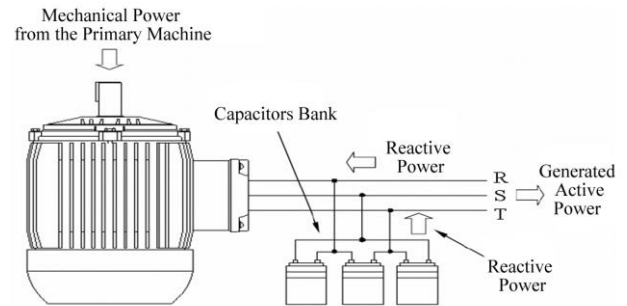 Mechanical Power
from the Primary Machine
Capacitors Bank
Reactive
Power
R
S
T
Generated
Active
Power
Reactive
Power